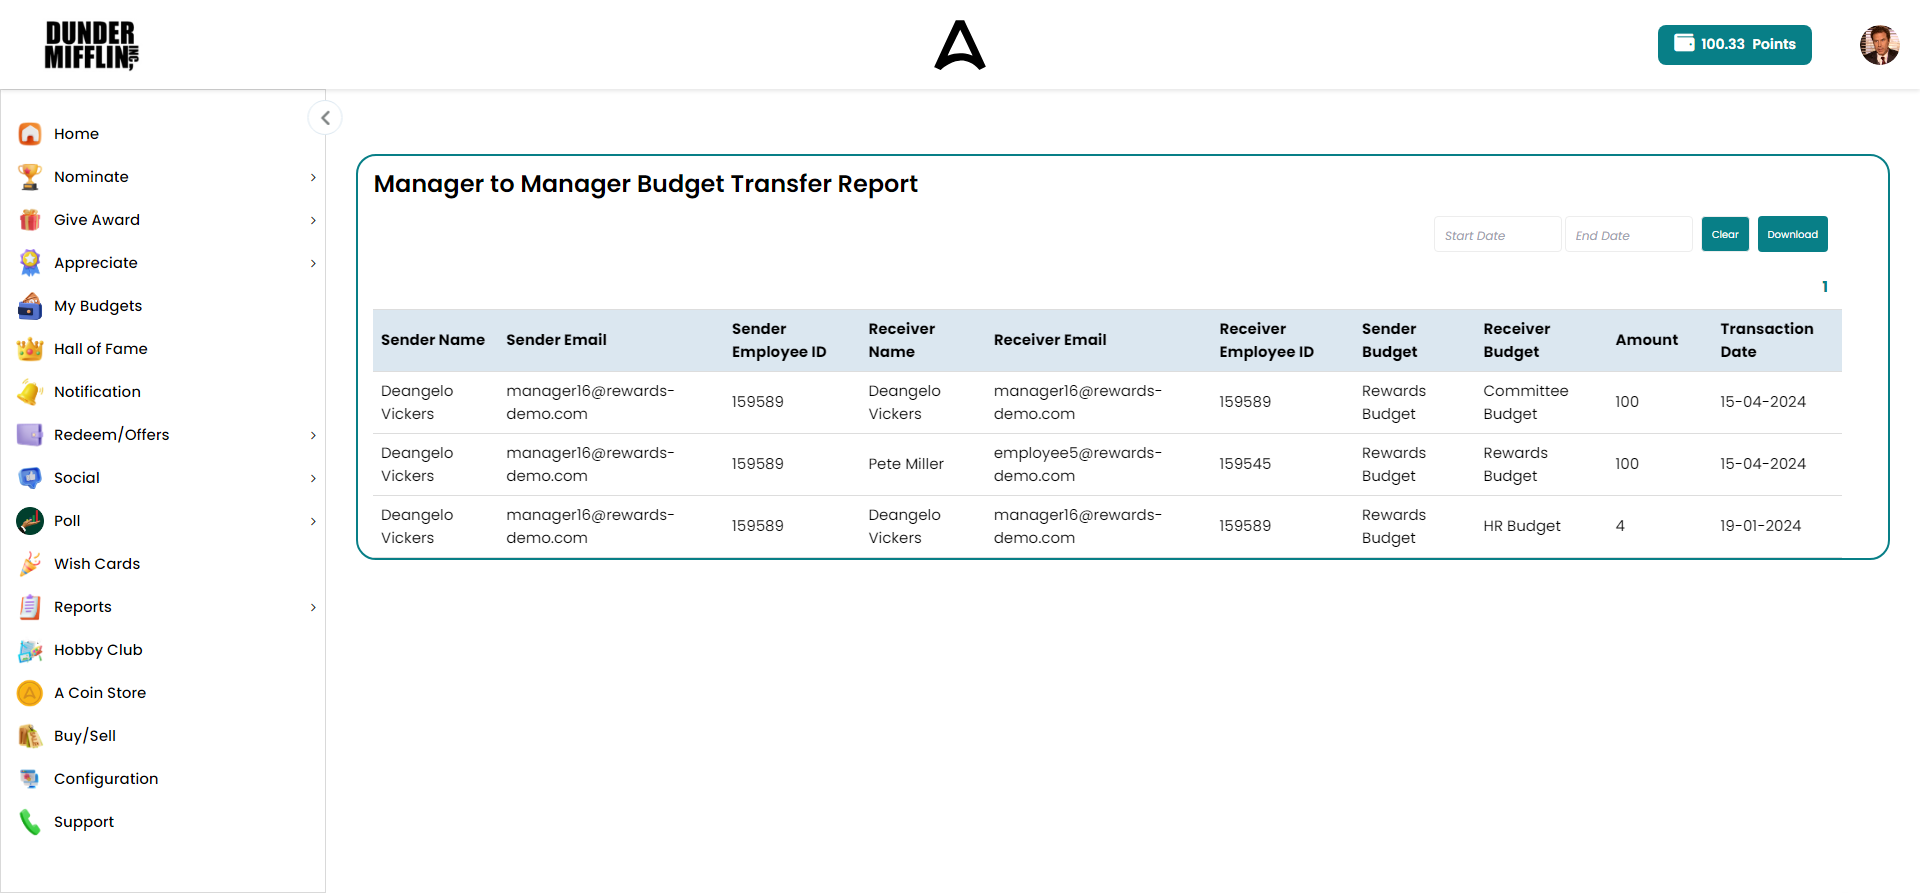 DUNDER
MIFFLIN INC,
100.33 Points
Home
Nominate
Give Award
Appreciate
My Budgets
Hall of Fame
Notification
Redeem/Offers
Social
Poll
Wish Cards
Reports
Hobby Club
A Coin Store
Buy/Sell
Configuration
Support
Manager to Manager Budget Transfer Report
Start Date End Date Clear Download
1
Sender Name Sender Email Sender Employee ID Receiver Name Receiver Email Receiver Employee ID Sender Budget Receiver Budget Amount Transaction Date
Deangelo Vickers manager16@rewards-demo.com 159589 Deangelo Vickers manager16@rewards-demo.com 159589 Rewards Budget Committee Budget 100 15-04-2024
Deangelo Vickers manager16@rewards-demo.com 159589 Pete Miller employee5@rewards-demo.com 159545 Rewards Budget Rewards Budget 100 15-04-2024
Deangelo Vickers manager16@rewards-demo.com 159589 Deangelo Vickers manager16@rewards-demo.com 159589 Rewards Budget HR Budget 4 19-01-2024